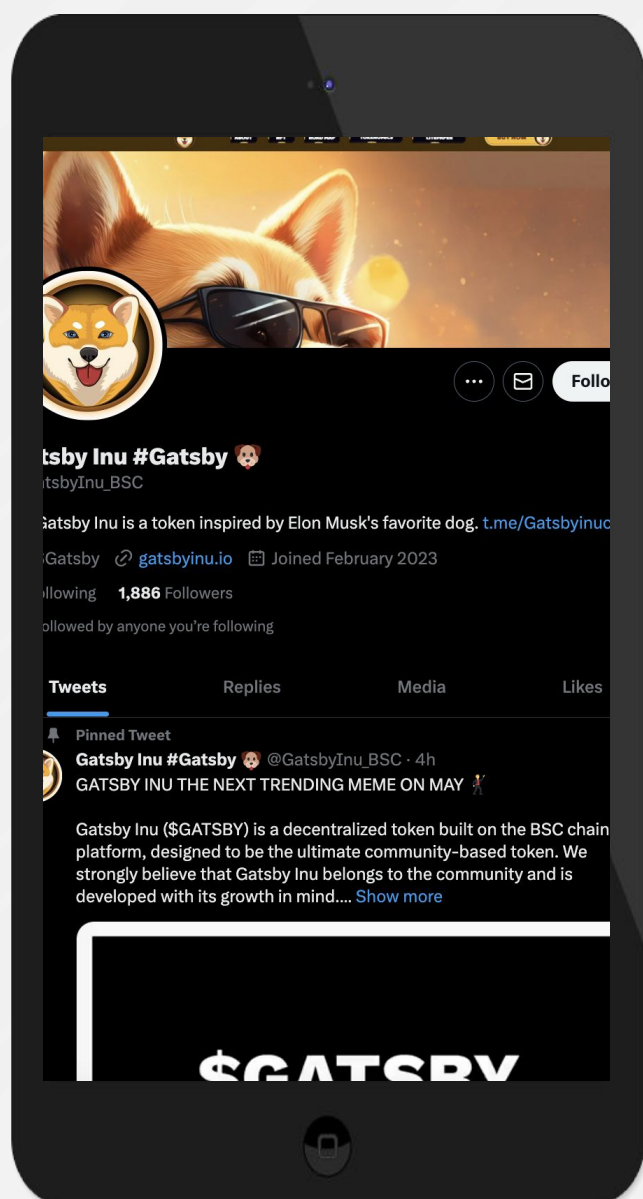 tsby Inu #Gatsby
tsbyInu_BSC
Gatsby Inu is a token inspired by Elon Musk's favorite dog. t.me/Gatsbyinuc
Gatsby gatsbyinu.io Joined February 2023
llowing 1,886 Followers
ollowed by anyone you're following
Tweets Replies Media Likes
Pinned Tweet
Gatsby Inu #Gatsby @GatsbyInu_BSC · 4h
GATSBY INU THE NEXT TRENDING MEME ON MAY
Gatsby Inu ($GATSBY) is a decentralized token built on the BSC chain
platform, designed to be the ultimate community-based token. We
strongly believe that Gatsby Inu belongs to the community and is
developed with its growth in mind.... Show more
$GATSBY
Follo